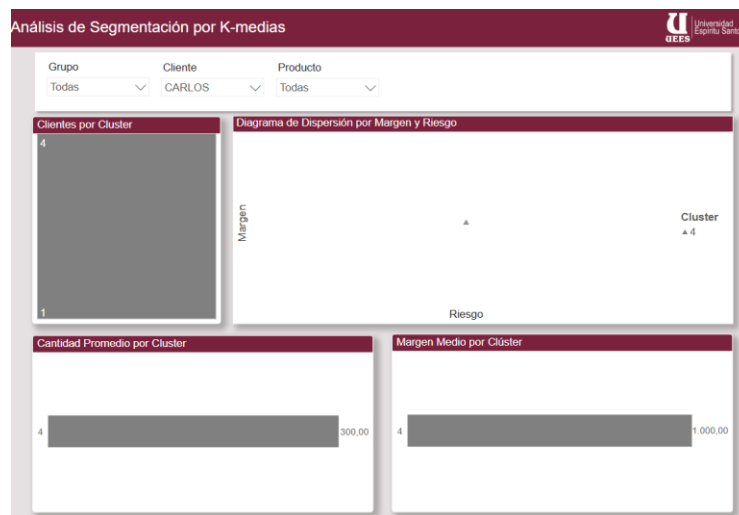 Análisis de Segmentación por K-medias
UEES
Universidad
Espíritu Santo
Grupo
Cliente
Producto
Todas
CARLOS
Todas
Clientes por Cluster
4
1
Diagrama de Dispersión por Margen y Riesgo
Margen
Riesgo
Cluster
4
Cantidad Promedio por Cluster
4
300,00
Margen Medio por Clúster
4
1.000,00